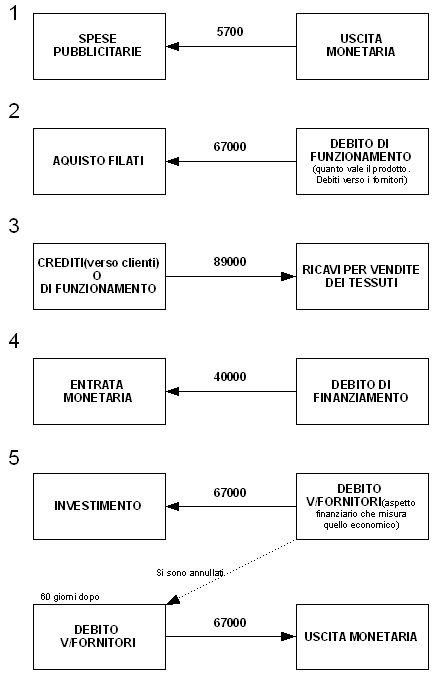 1
SPESE
PUBBLICITARIE
5700
USCITA
MONETARIA
2
AQUISTO FILATI
67000
DEBITO DI
FUNZIONAMENTO
(quanto vale il prodotto.
Debiti verso i fornitori)
3
CREDITI(verso clienti)
O
DI FUNZIONAMENTO
89000
RICAVI PER VENDITE
DEI TESSUTI
4
ENTRATA
MONETARIA
40000
DEBITO DI
FINANZIAMENTO
5
INVESTIMENTO
67000
DEBITO
V/FORNITORI(aspetto
finanziario che misura
quello economico)
Si sono annullati.
60 giorni dopo
DEBITO
V/FORNITORI
67000
USCITA MONETARIA